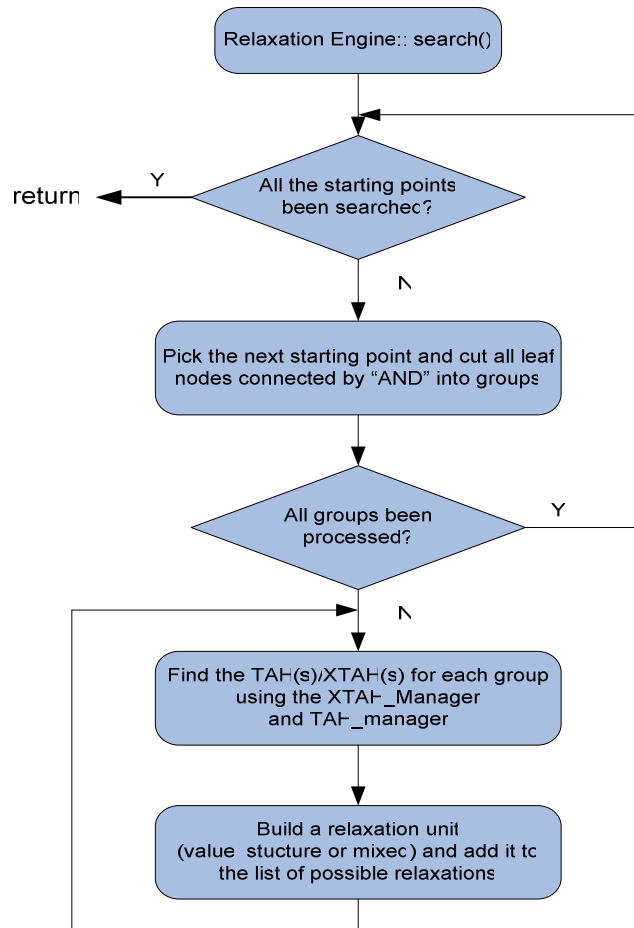 Relaxation Engine:: search()
All the starting points
been searched?
Y
return
N
Pick the next starting point and cut all leaf
nodes connected by “AND” into groups
All groups been
processed?
Y
N
Find the TAH(s)/XTAH(s) for each group
using the XTAH_Manager
and TAH_manager
Build a relaxation unit
(value stucture or mixed) and add it to
the list of possible relaxations